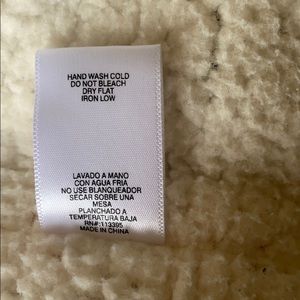 HAND WASH COLD
DO NOT BLEACH
DRY FLAT
IRON LOW
LAVADO A MANO
CON AGUA FRIA
NO USE BLANQUEADOR
SECAR SOBRE UNA
MESA
PLANCHADO A
TEMPERATURA BAJA
RN#:113395
MADE IN CHINA